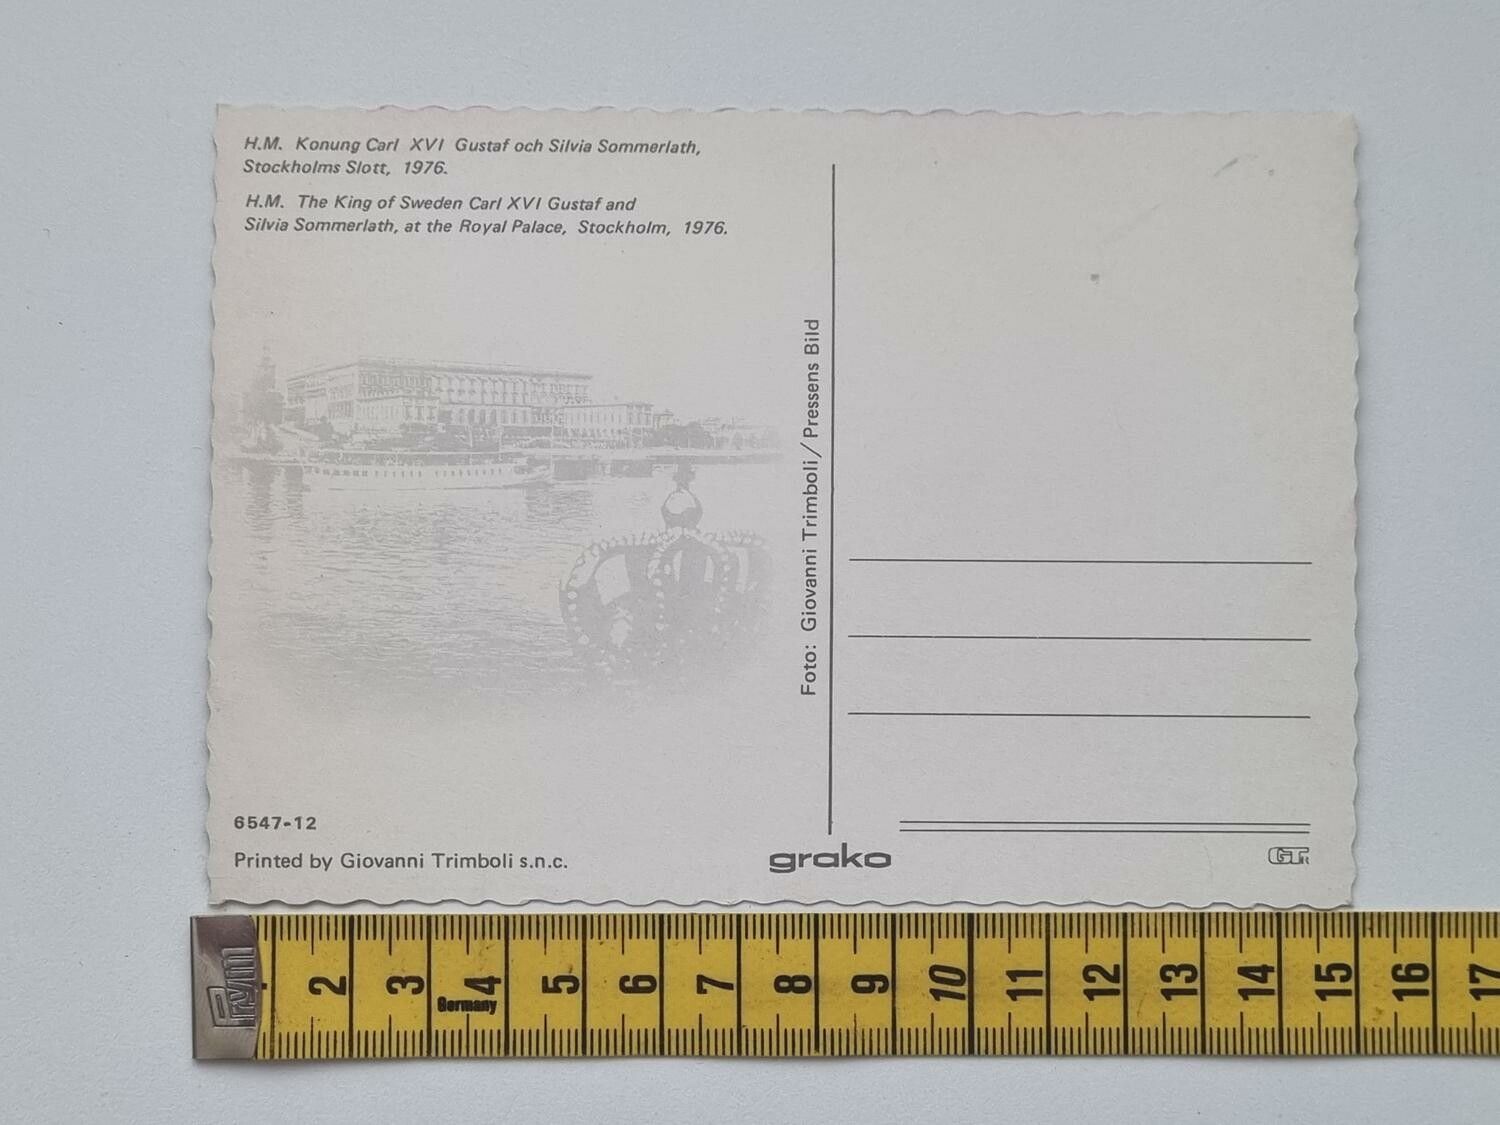 H.M. Konung Carl XVI Gustaf och Silvia Sommerlath,
Stockholms Slott, 1976.
H.M. The King of Sweden Carl XVI Gustaf and
Silvia Sommerlath, at the Royal Palace, Stockholm, 1976.
Foto: Giovanni Trimboli/Pressens Bild
6547-12
Printed by Giovanni Trimboli s.n.c.
grako
GT
Prym
2 3 4 5 6 7 8 9 10 11 12 13 14 15 16 17
Germany